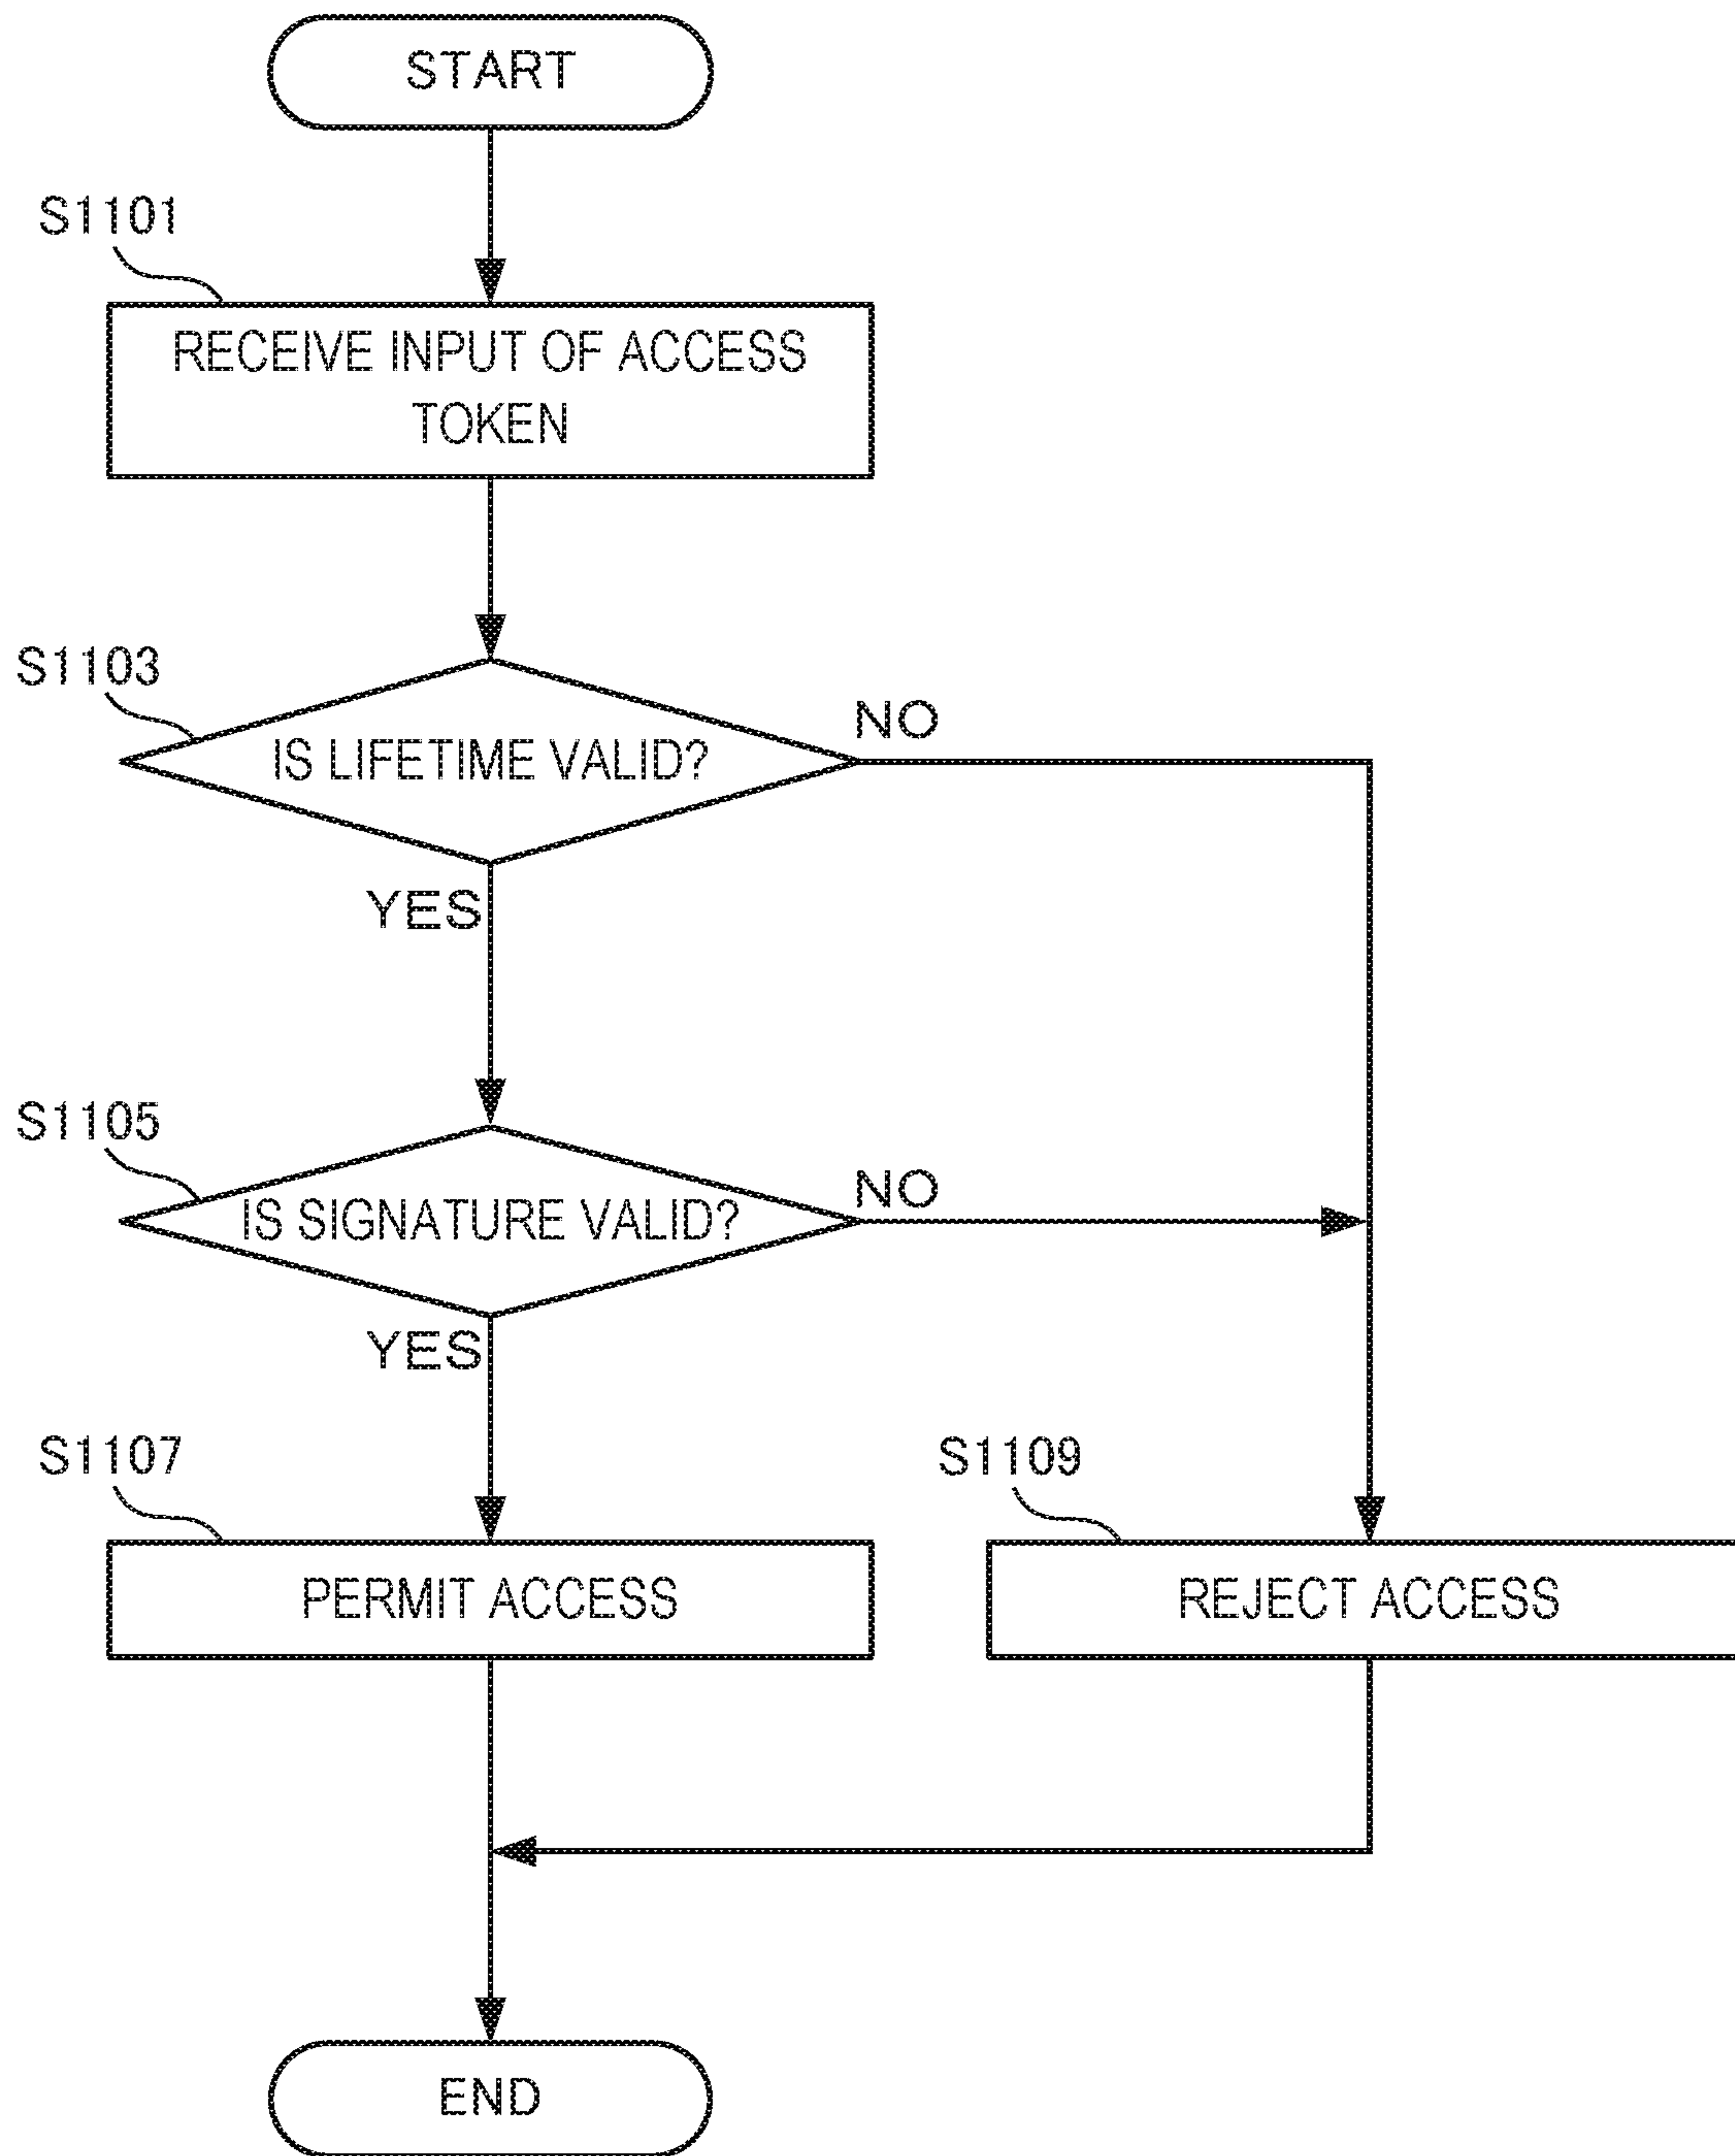 START
S1101
RECEIVE INPUT OF ACCESS
TOKEN
S1103
IS LIFETIME VALID?
NO
YES
S1105
IS SIGNATURE VALID?
NO
YES
S1107
PERMIT ACCESS
S1109
REJECT ACCESS
END